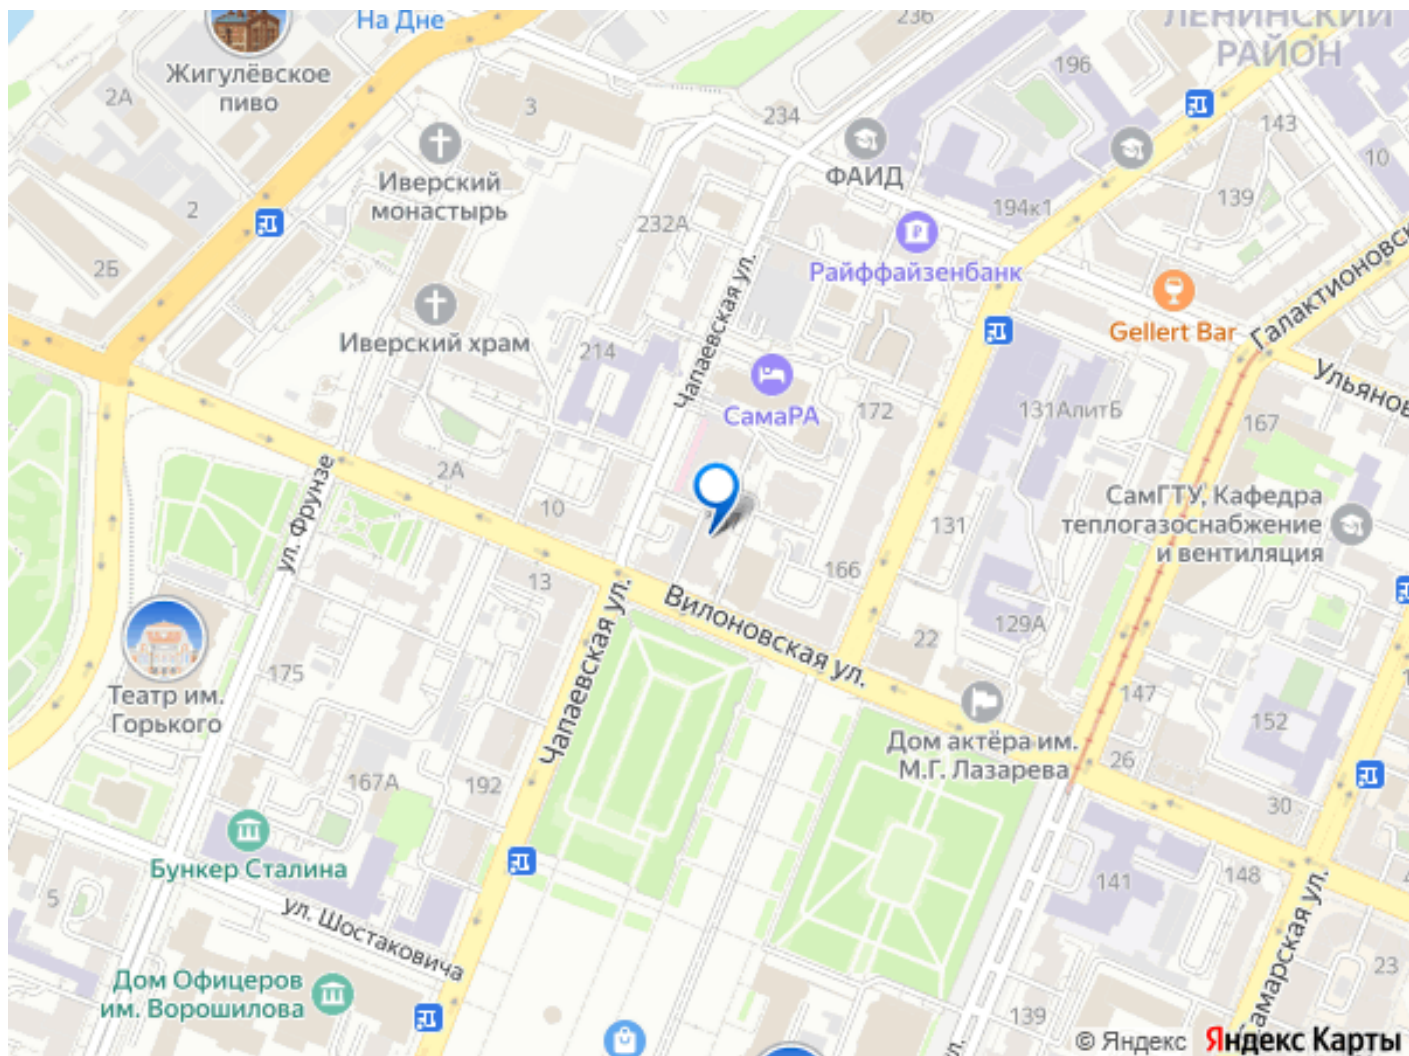 На Дне
236
ЛЕНИНСКИЙ
РАЙОН
Жигулёвское
пиво
2А
3
196
234
143
10
Иверский
монастырь
ФАИД
139
2
194к1
232А
2Б
Райффайзенбанк
Чапаевская ул.
Галактионовск
Gellert Bar
Иверский храм
214
Ульянов
СамаРА
172
131АлитБ
167
2А
10
ул. Фрунзе
СамГТУ, Кафедра
теплогазоснабжение
и вентиляция
131
13
166
Вилоновская ул.
Чапаевская ул.
22
129А
175
Театр им.
Горького
147
152
Дом актёра им.
М.Г. Лазарева
26
167А
192
30
Бункер Сталина
5
141
148
ул. Шостаковича
Самарская ул.
Дом Офицеров
им. Ворошилова
23
139
ул.
© Яндекс Яндекс Карты